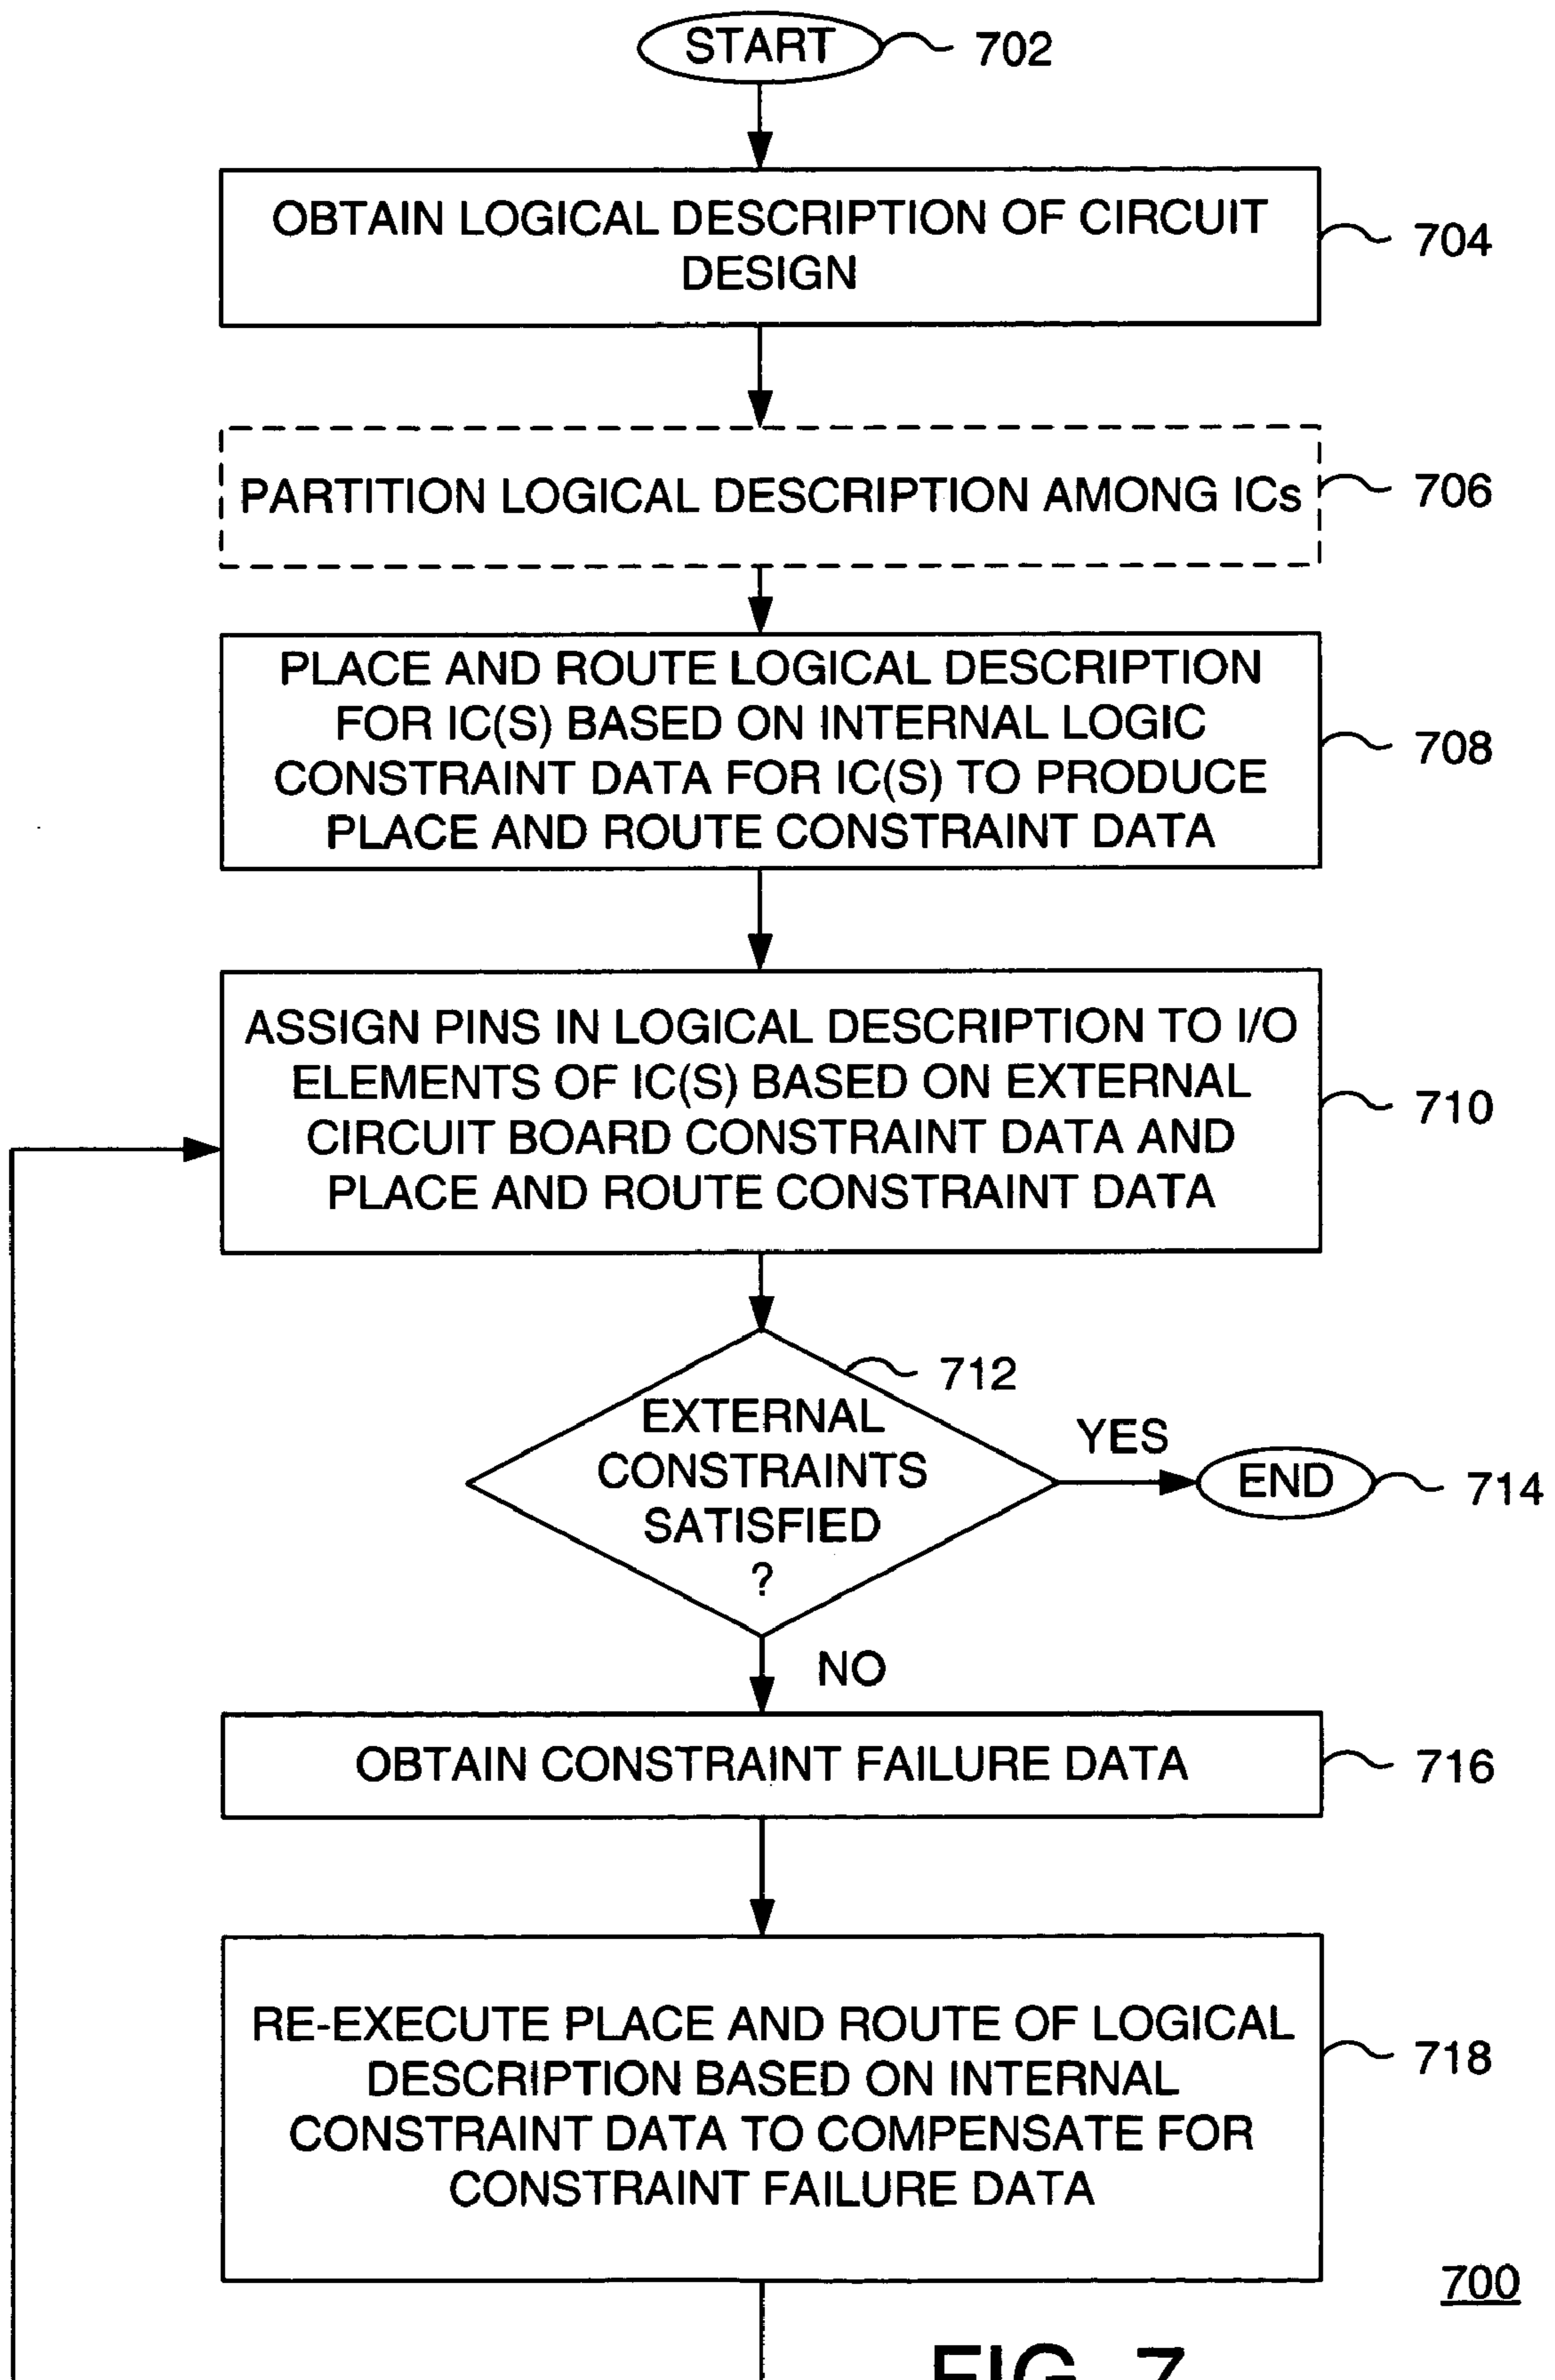 START
702
OBTAIN LOGICAL DESCRIPTION OF CIRCUIT
DESIGN
704
PARTITION LOGICAL DESCRIPTION AMONG ICs
706
PLACE AND ROUTE LOGICAL DESCRIPTION
FOR IC(S) BASED ON INTERNAL LOGIC
CONSTRAINT DATA FOR IC(S) TO PRODUCE
PLACE AND ROUTE CONSTRAINT DATA
708
ASSIGN PINS IN LOGICAL DESCRIPTION TO I/O
ELEMENTS OF IC(S) BASED ON EXTERNAL
CIRCUIT BOARD CONSTRAINT DATA AND
PLACE AND ROUTE CONSTRAINT DATA
710
712
EXTERNAL
CONSTRAINTS
SATISFIED
?
YES
END
714
NO
OBTAIN CONSTRAINT FAILURE DATA
716
RE-EXECUTE PLACE AND ROUTE OF LOGICAL
DESCRIPTION BASED ON INTERNAL
CONSTRAINT DATA TO COMPENSATE FOR
CONSTRAINT FAILURE DATA
718
700
FIG. 7